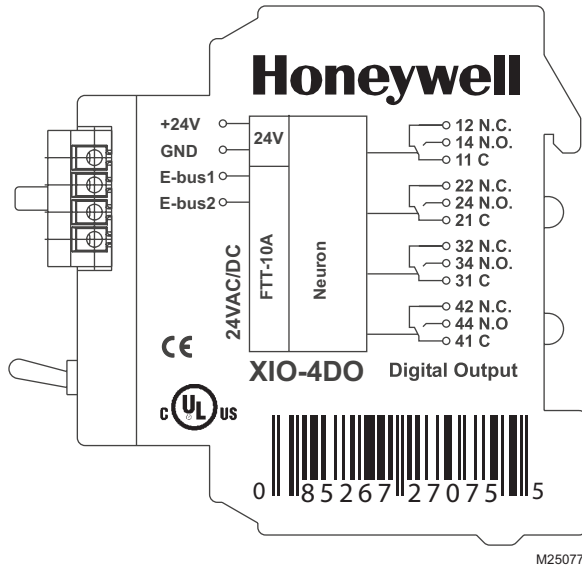 Honeywell
+24V
GND
E-bus1
E-bus2
24V
24VAC/DC
FTT-10A
Neuron
12 N.C.
14 N.O.
11 C
22 N.C.
24 N.O.
21 C
32 N.C.
34 N.O.
31 C
42 N.C.
44 N.O
41 C
CE
XIO-4DO
Digital Output
C UL US
0 85267 27075 5
M25077